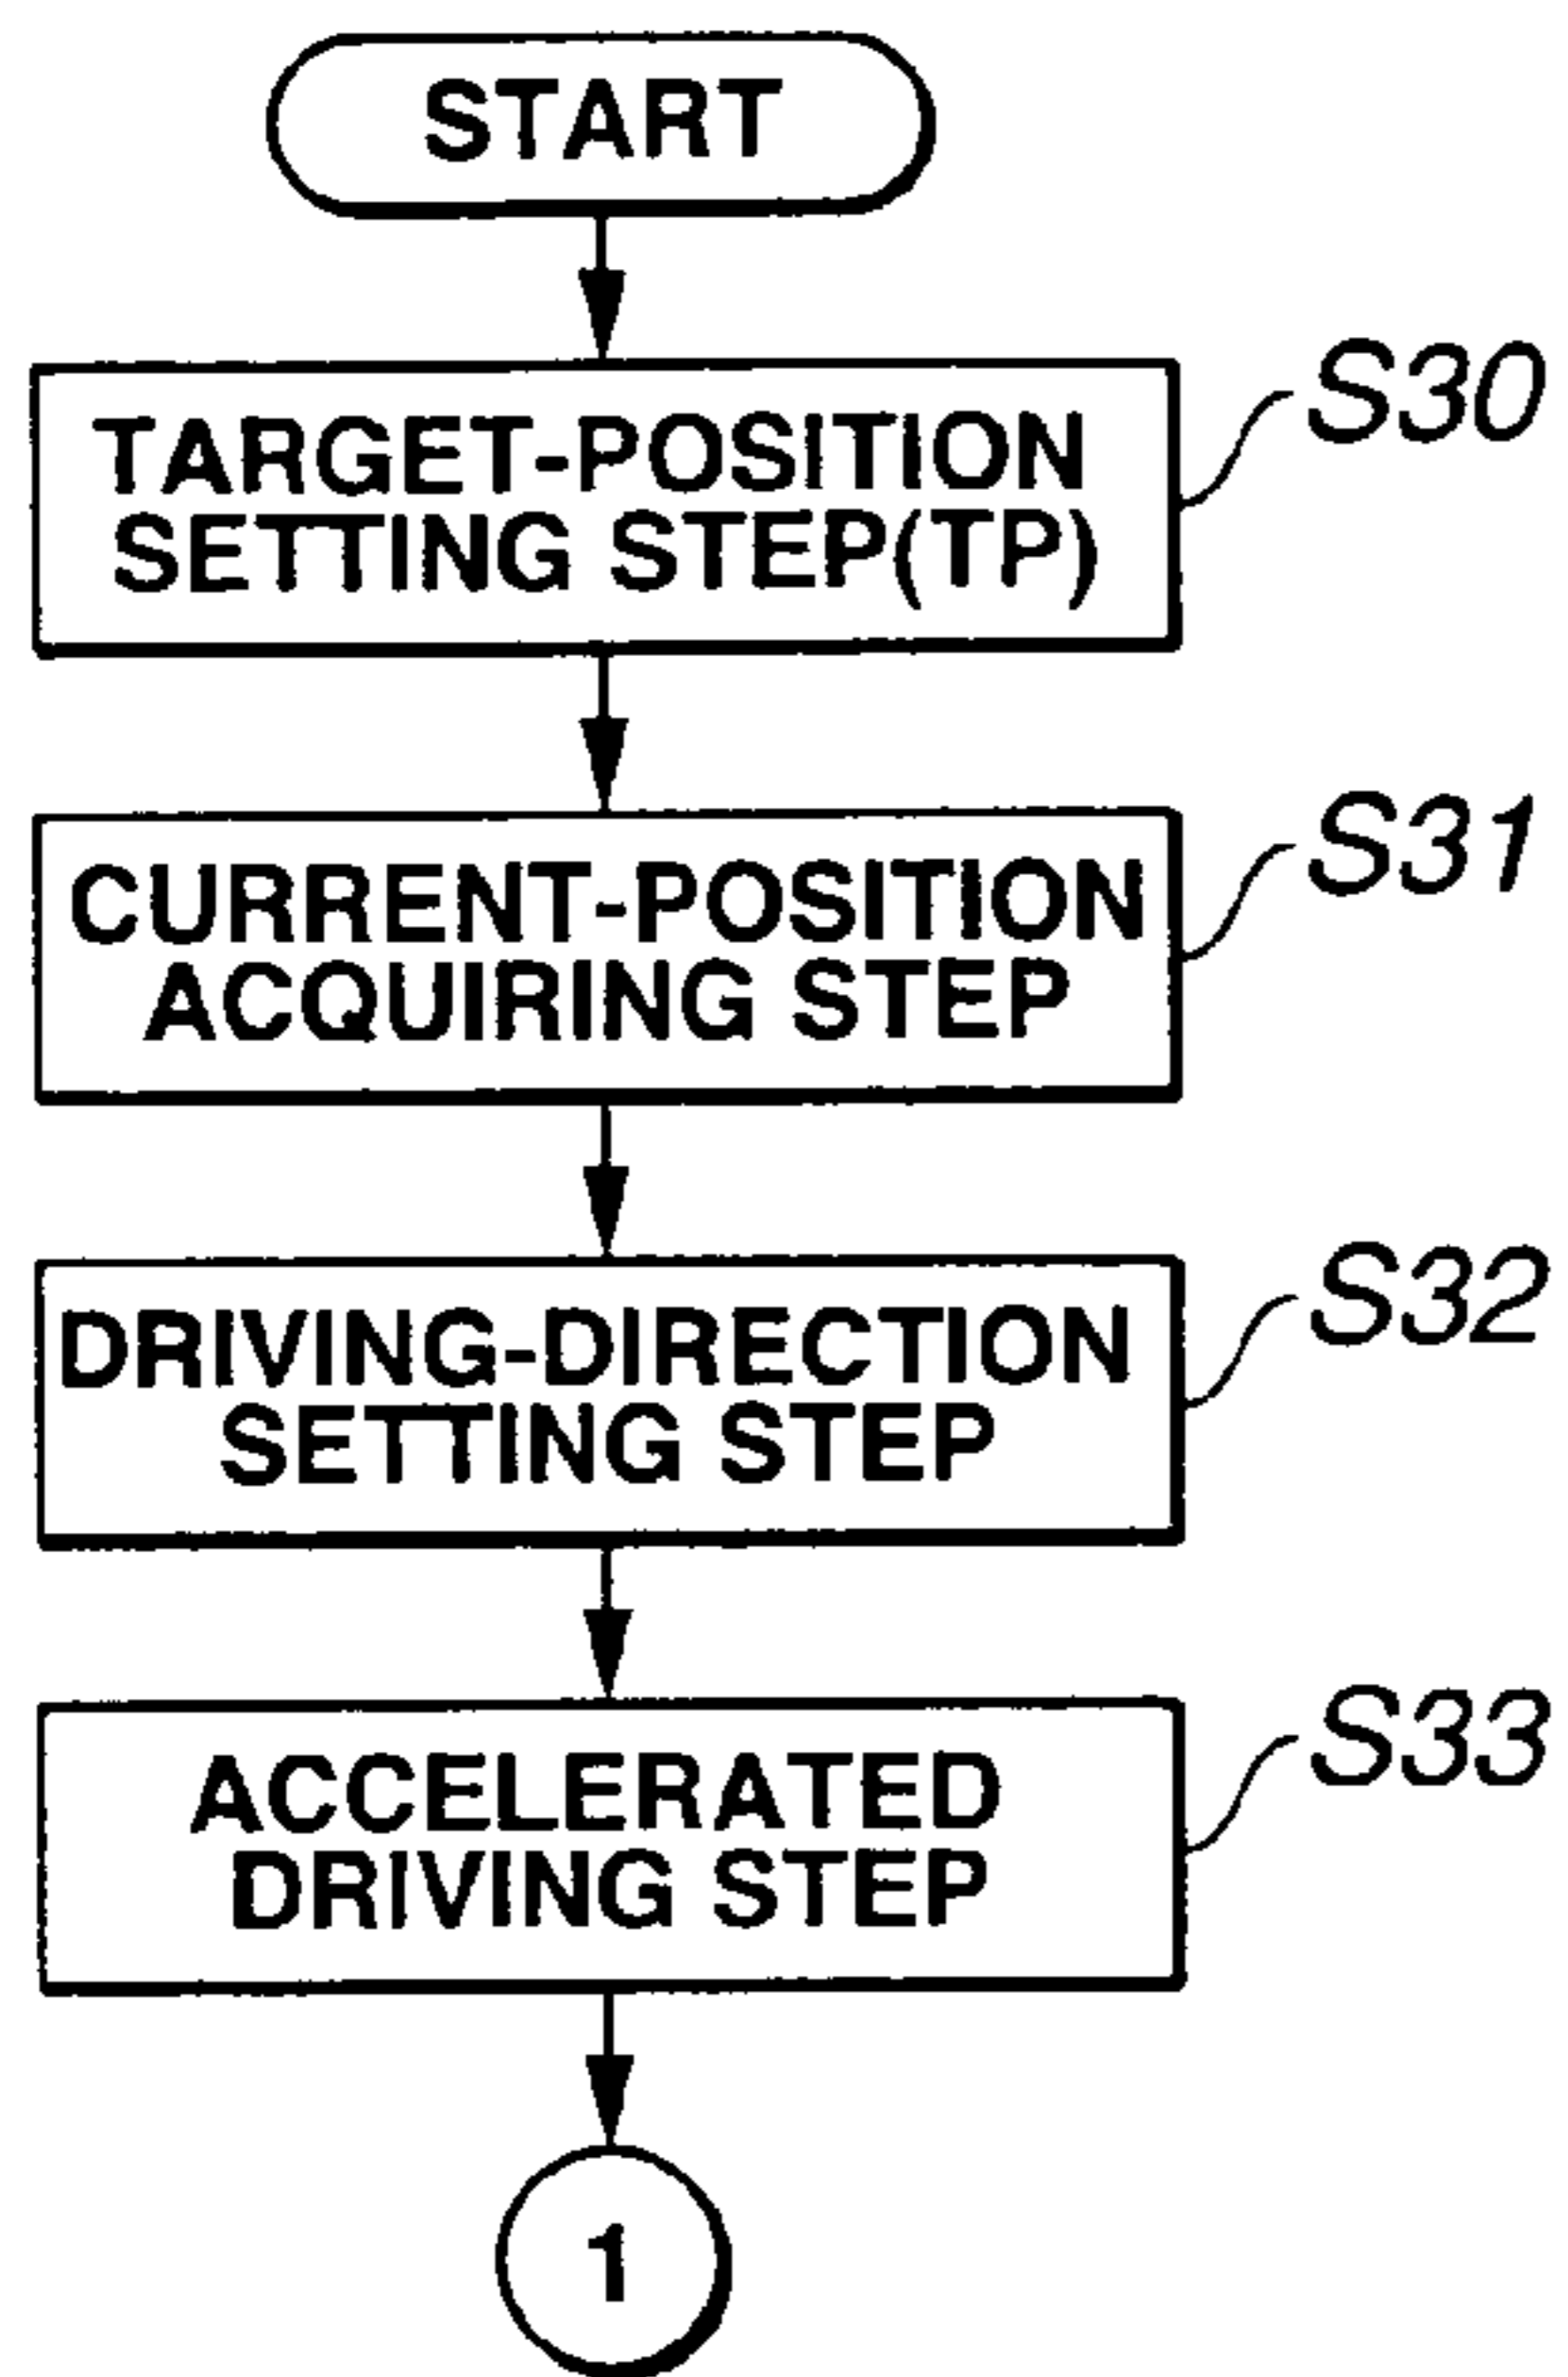 START
TARGET-POSITION
SETTING STEP(TP)
S30
CURRENT-POSITION
ACQUIRING STEP
S31
DRIVING-DIRECTION
SETTING STEP
S32
ACCELERATED
DRIVING STEP
S33
1